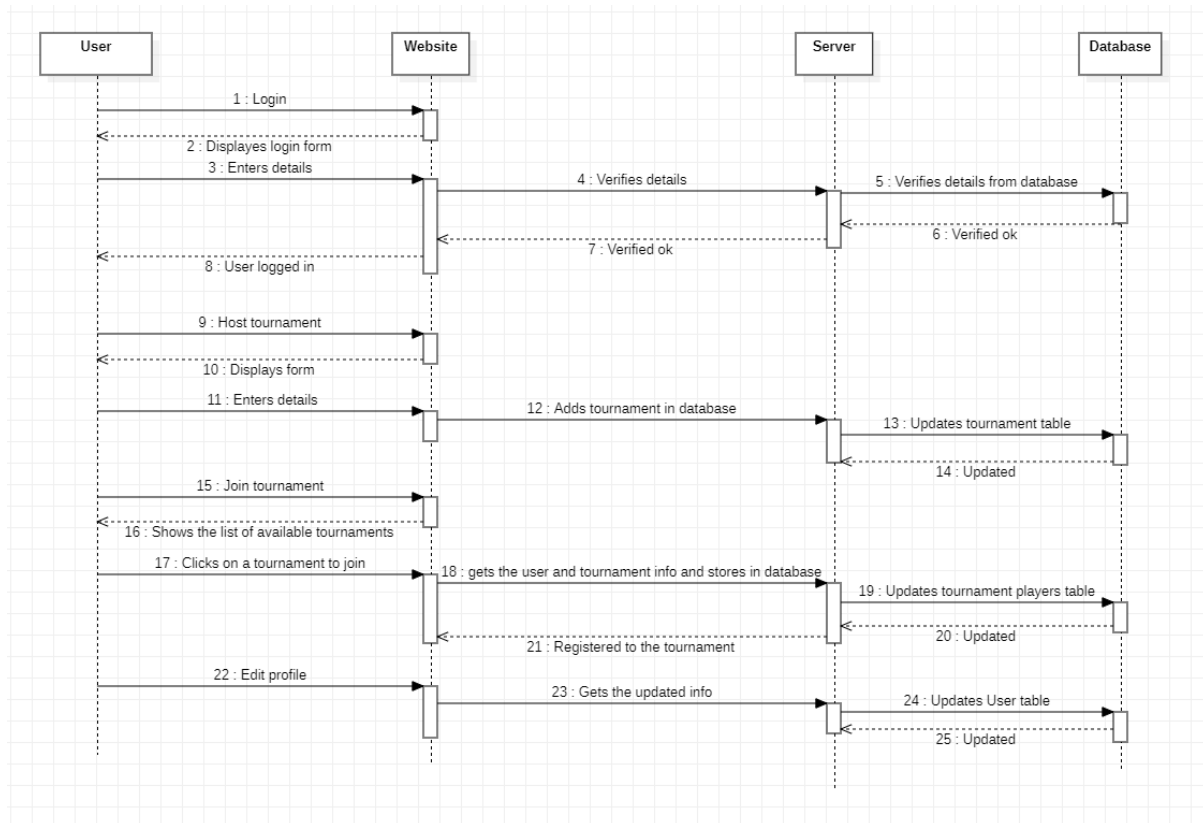 User
Website
Server
Database
1 : Login
2 : Displayes login form
3 : Enters details
4 : Verifies details
5 : Verifies details from database
6 : Verified ok
7 : Verified ok
8 : User logged in
9 : Host tournament
10 : Displays form
11 : Enters details
12 : Adds tournament in database
13 : Updates tournament table
14 : Updated
15 : Join tournament
16 : Shows the list of available tournaments
17 : Clicks on a tournament to join
18 : gets the user and tournament info and stores in database
19 : Updates tournament players table
20 : Updated
21 : Registered to the tournament
22 : Edit profile
23 : Gets the updated info
24 : Updates User table
25 : Updated